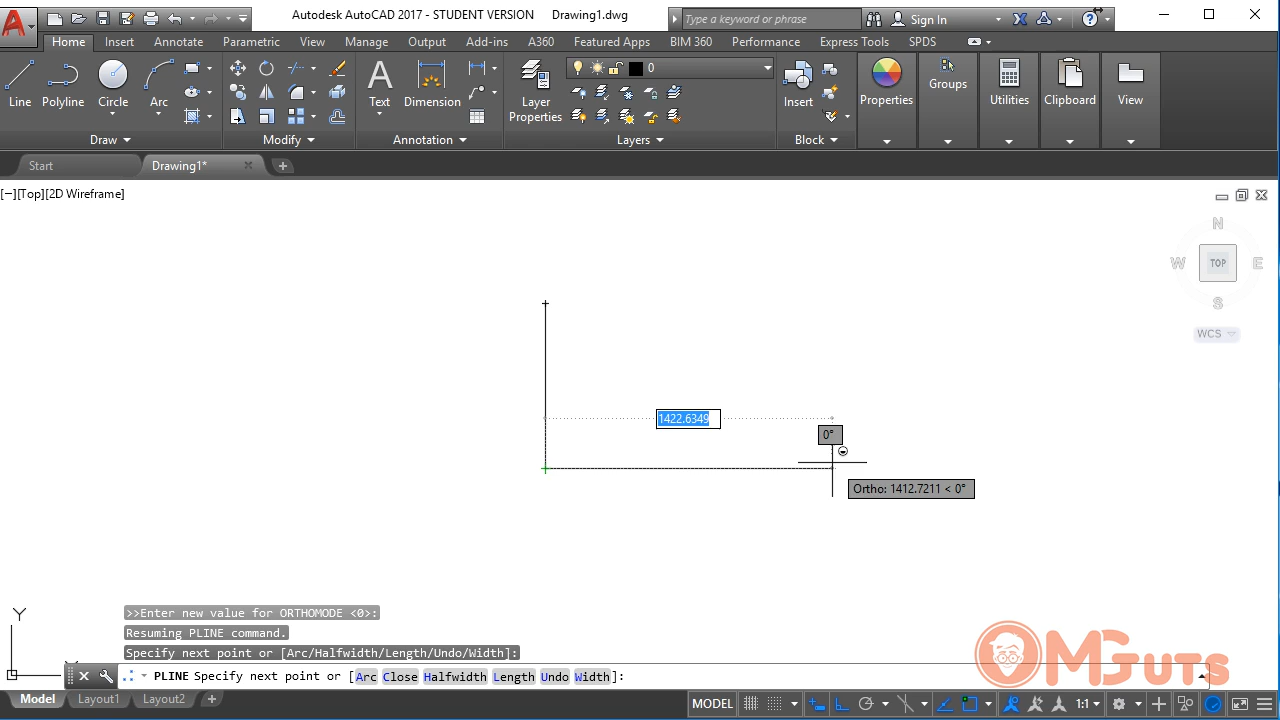 Autodesk AutoCAD 2017 - STUDENT VERSION Drawing1.dwg
Type a keyword or phrase
Sign In
Home Insert Annotate Parametric View Manage Output Add-ins A360 Featured Apps BIM 360 Performance Express Tools SPDS
0
Line Polyline Circle Arc Text Dimension Layer Properties Insert Properties Groups Utilities Clipboard View
Draw Modify Annotation Layers Block
Start Drawing1*
[−][Top][2D Wireframe]
N
W TOP E
S
WCS
1422.6349
0°
Ortho: 1412.7211 < 0°
Y
>>Enter new value for ORTHOMODE <0>:
Resuming PLINE command.
Specify next point or [Arc/Halfwidth/Length/Undo/Width]:
PLINE Specify next point or [Arc Close Halfwidth Length Undo Width]:
MGuts
Model Layout1 Layout2
MODEL 1:1